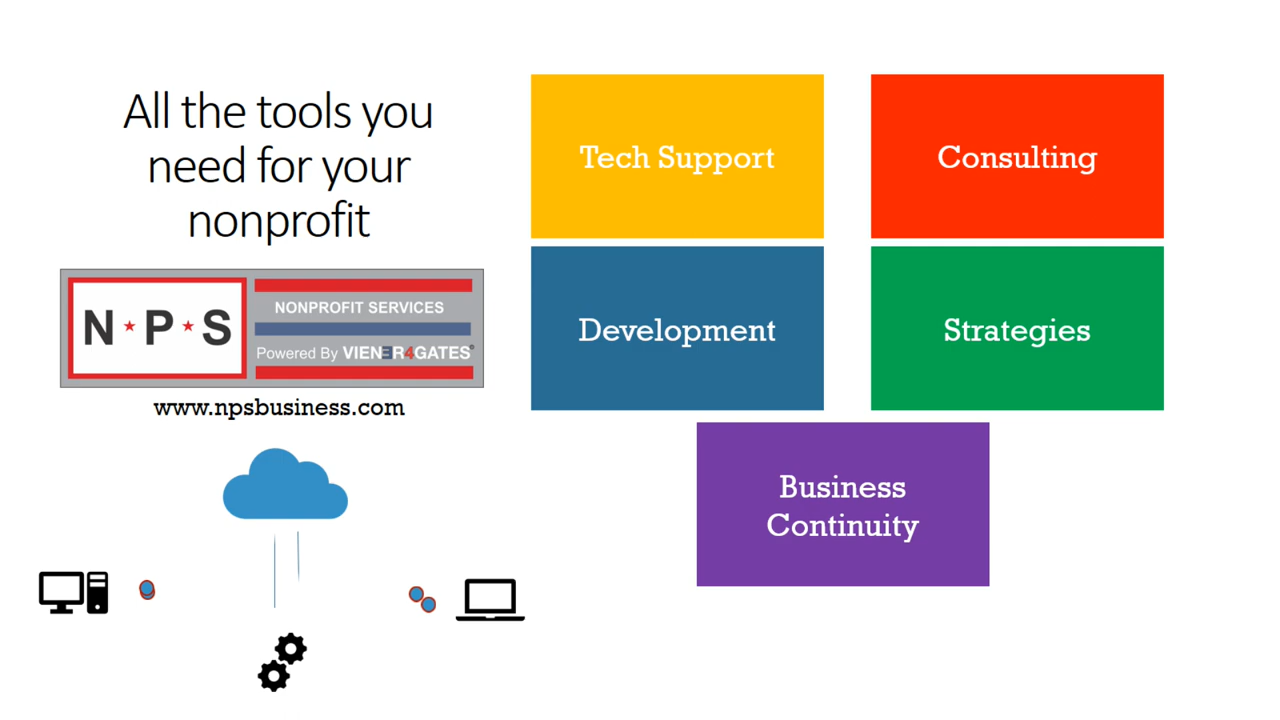 All the tools you
need for your
nonprofit
N★P★S
NONPROFIT SERVICES
Powered By VIENƎR4GATES®
www.npsbusiness.com
Tech Support
Consulting
Development
Strategies
Business
Continuity